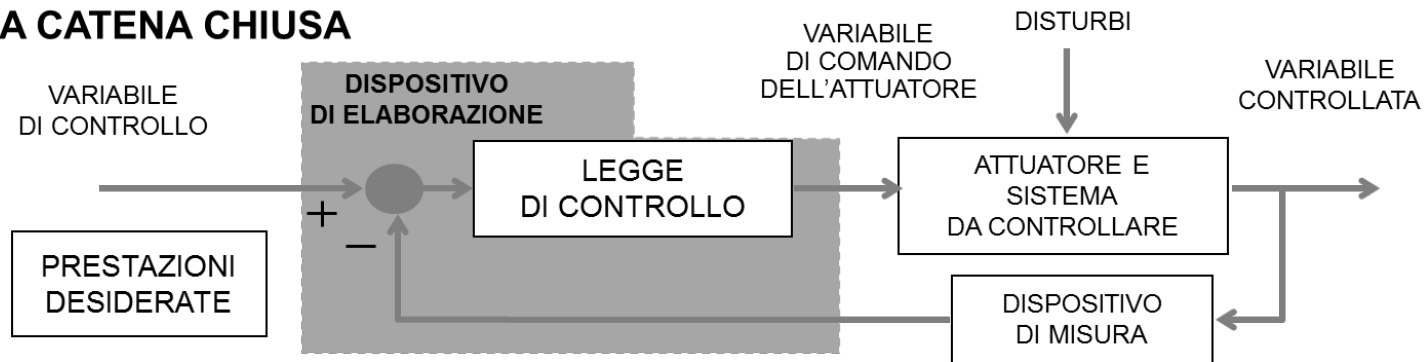 A CATENA CHIUSA
VARIABILE
DI CONTROLLO
DISPOSITIVO
DI ELABORAZIONE
VARIABILE
DI COMANDO
DELL'ATTUATORE
DISTURBI
VARIABILE
CONTROLLATA
+
−
LEGGE
DI CONTROLLO
ATTUATORE E
SISTEMA
DA CONTROLLARE
PRESTAZIONI
DESIDERATE
DISPOSITIVO
DI MISURA